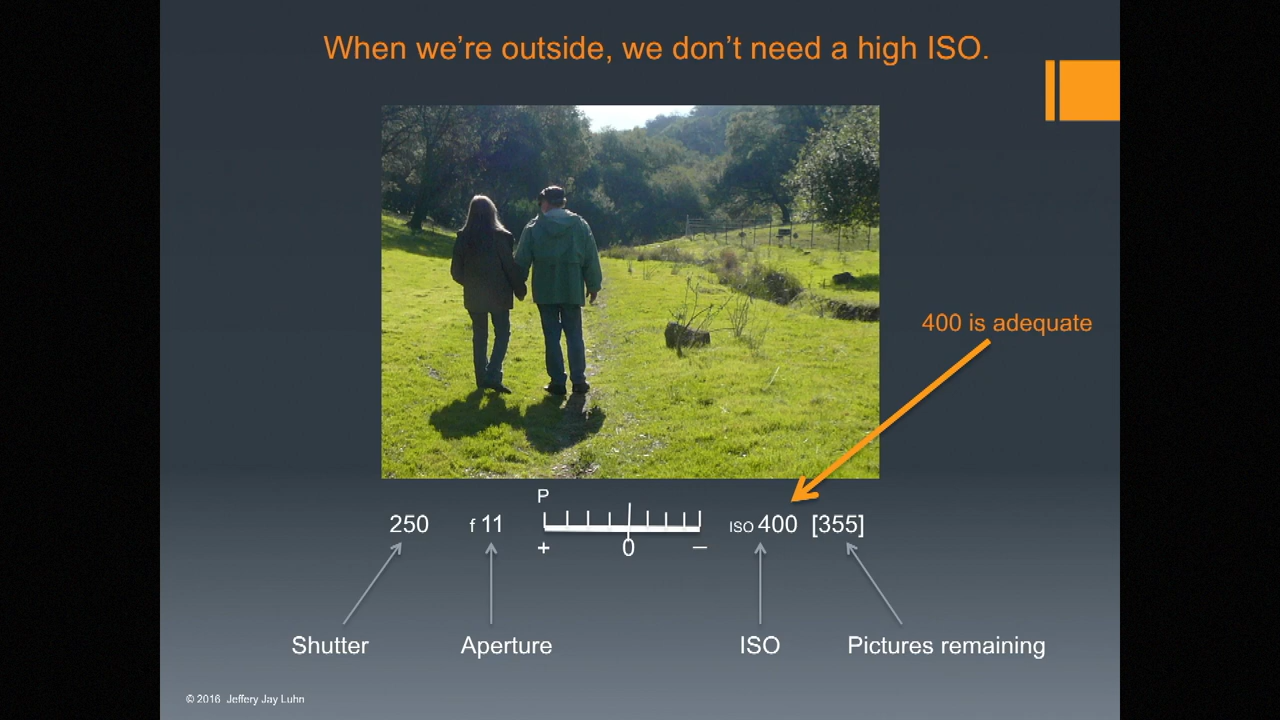 When we're outside, we don't need a high ISO.
400 is adequate
P
250 f 11 ISO 400 [355]
+ 0 –
Shutter Aperture ISO Pictures remaining
© 2016 Jeffery Jay Luhn